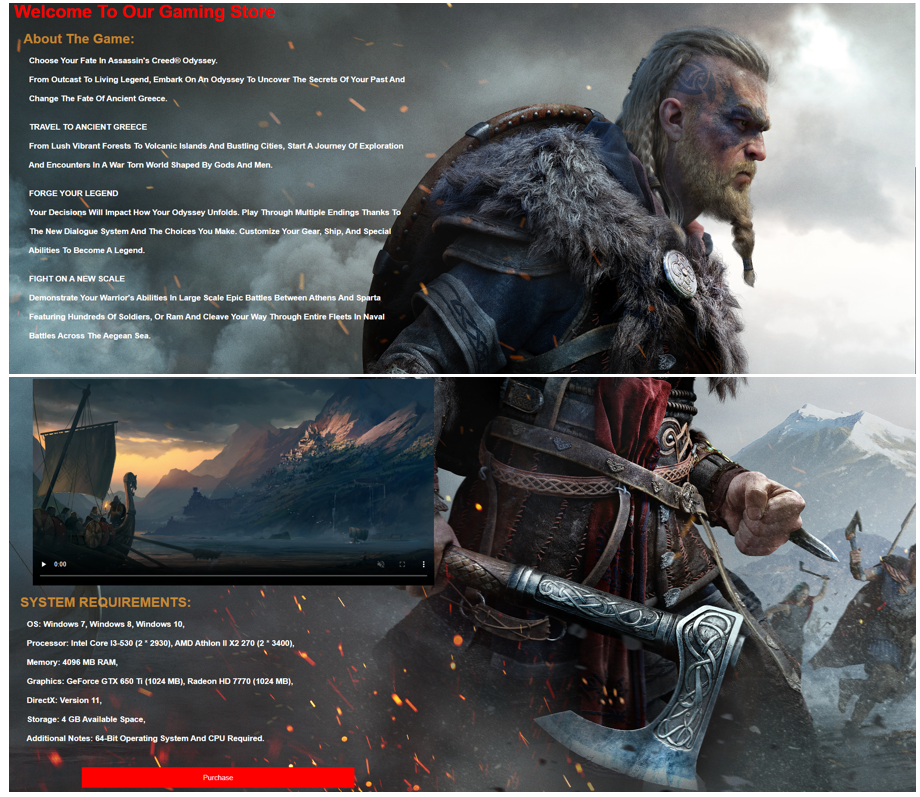 Welcome To Our Gaming Store
About The Game:
Choose Your Fate In Assassin's Creed® Odyssey.
From Outcast To Living Legend, Embark On An Odyssey To Uncover The Secrets Of Your Past And
Change The Fate Of Ancient Greece.
TRAVEL TO ANCIENT GREECE
From Lush Vibrant Forests To Volcanic Islands And Bustling Cities, Start A Journey Of Exploration
And Encounters In A War Torn World Shaped By Gods And Men.
FORGE YOUR LEGEND
Your Decisions Will Impact How Your Odyssey Unfolds. Play Through Multiple Endings Thanks To
The New Dialogue System And The Choices You Make. Customize Your Gear, Ship, And Special
Abilities To Become A Legend.
FIGHT ON A NEW SCALE
Demonstrate Your Warrior's Abilities In Large Scale Epic Battles Between Athens And Sparta
Featuring Hundreds Of Soldiers, Or Ram And Cleave Your Way Through Entire Fleets In Naval
Battles Across The Aegean Sea.
0:00
SYSTEM REQUIREMENTS:
OS: Windows 7, Windows 8, Windows 10,
Processor: Intel Core I3-530 (2 * 2930), AMD Athlon II X2 270 (2 * 3400),
Memory: 4096 MB RAM,
Graphics: GeForce GTX 650 Ti (1024 MB), Radeon HD 7770 (1024 MB),
DirectX: Version 11,
Storage: 4 GB Available Space,
Additional Notes: 64-Bit Operating System And CPU Required.
Purchase